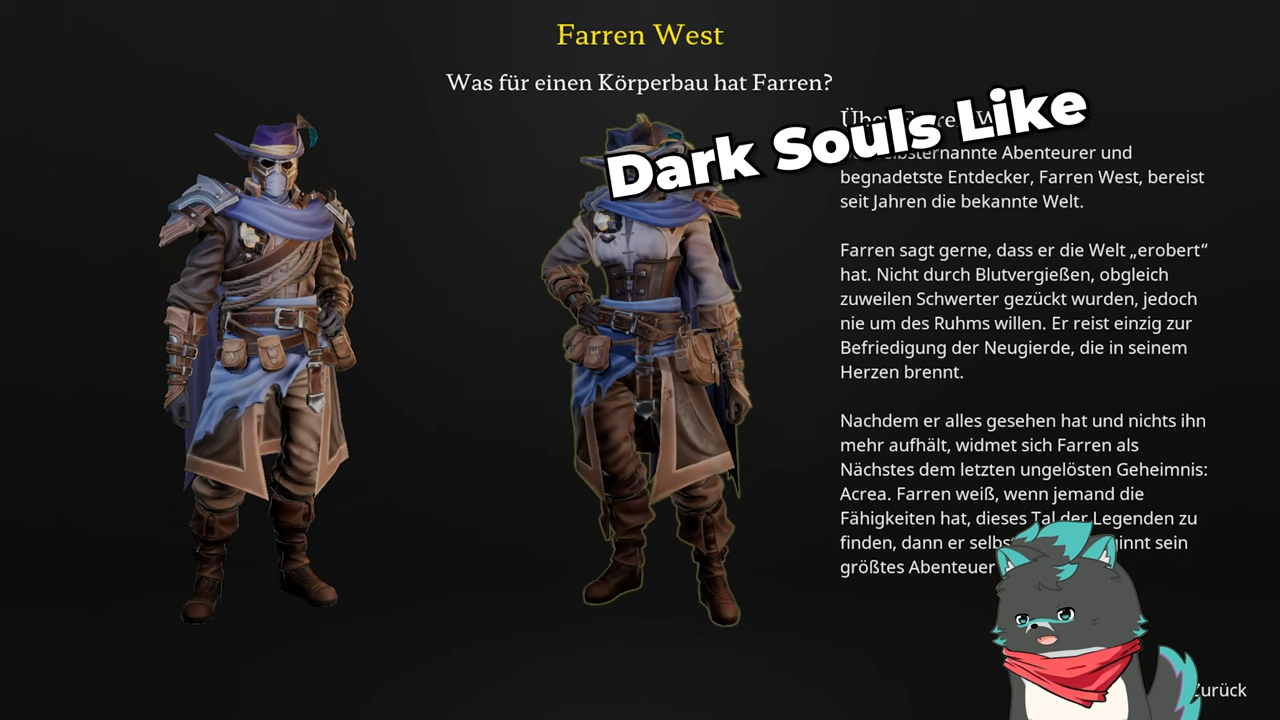 Farren West
Was für einen Körperbau hat Farren?
Dark Souls Like
Abenteurer und
begnadetste Entdecker, Farren West, bereist
seit Jahren die bekannte Welt.
Farren sagt gerne, dass er die Welt „erobert“
hat. Nicht durch Blutvergießen, obgleich
zuweilen Schwerter gezückt wurden, jedoch
nie um des Ruhms willen. Er reist einzig zur
Befriedigung der Neugierde, die in seinem
Herzen brennt.
Nachdem er alles gesehen hat und nichts ihn
mehr aufhält, widmet sich Farren als
Nächstes dem letzten ungelösten Geheimnis:
Acrea. Farren weiß, wenn jemand die
Fähigkeiten hat, dieses Tal der Legenden zu
finden, dann er sein
größtes Abenteuer
Zurück